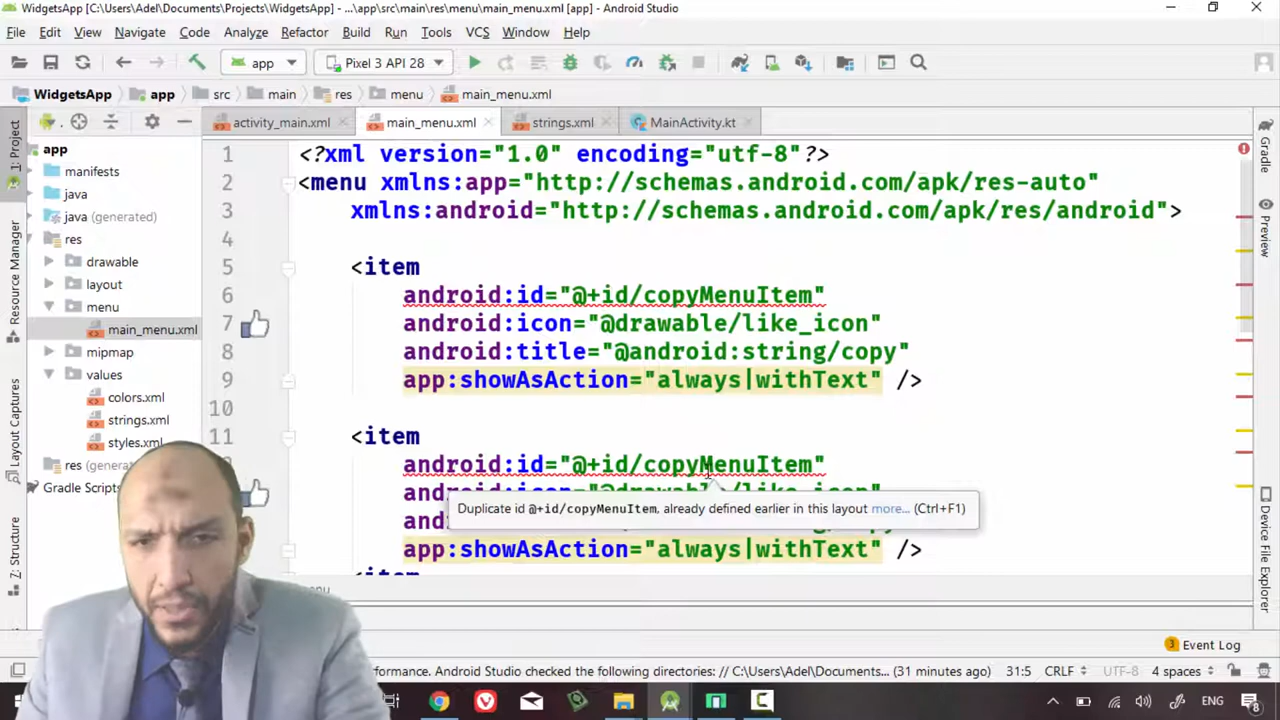 WidgetsApp [C:\Users\Adel\Documents\Projects\WidgetsApp] - ...\app\src\main\res\menu\main_menu.xml [app] - Android Studio
File Edit View Navigate Code Analyze Refactor Build Run Tools VCS Window Help
app Pixel 3 API 28
WidgetsApp app src main res menu main_menu.xml
activity_main.xml main_menu.xml strings.xml MainActivity.kt
1: Project
Resource Manager
Layout Captures
Z: Structure
app
manifests
java
java (generated)
res
drawable
layout
menu
main_menu.xml
mipmap
values
colors.xml
strings.xml
styles.xml
Gradle Scripts
1 <?xml version="1.0" encoding="utf-8"?>
2 <menu xmlns:app="http://schemas.android.com/apk/res-auto"
3 xmlns:android="http://schemas.android.com/apk/res/android">
4
5 <item
6 android:id="@+id/copyMenuItem"
7 android:icon="@drawable/like_icon"
8 android:title="@android:string/copy"
9 app:showAsAction="always|withText" />
10
11 <item
android:id="@+id/copyMenuItem"
Duplicate id @+id/copyMenuItem, already defined earlier in this layout more... (Ctrl+F1)
app:showAsAction="always|withText" />
<item
Gradle
Preview
Device File Explorer
3 Event Log
Android Studio checked the following directories: // C:\Users\Adel\Documents... (31 minutes ago) 31:5 CRLF UTF-8 4 spaces
ENG 8